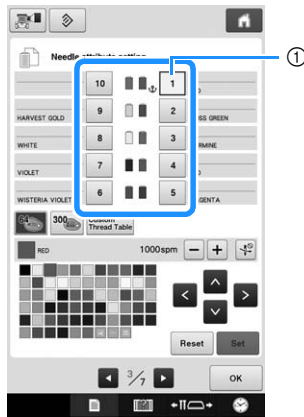 Needle attribute setting
①
10 1
HARVEST GOLD 9 2 SS GREEN
WHITE 8 3 RMINE
VIOLET 7 4
WISTERIA VIOLET 6 5 GENTA
64 300 Custom
Thread Table
RED 1000spm - +
Reset Set
3/7 OK